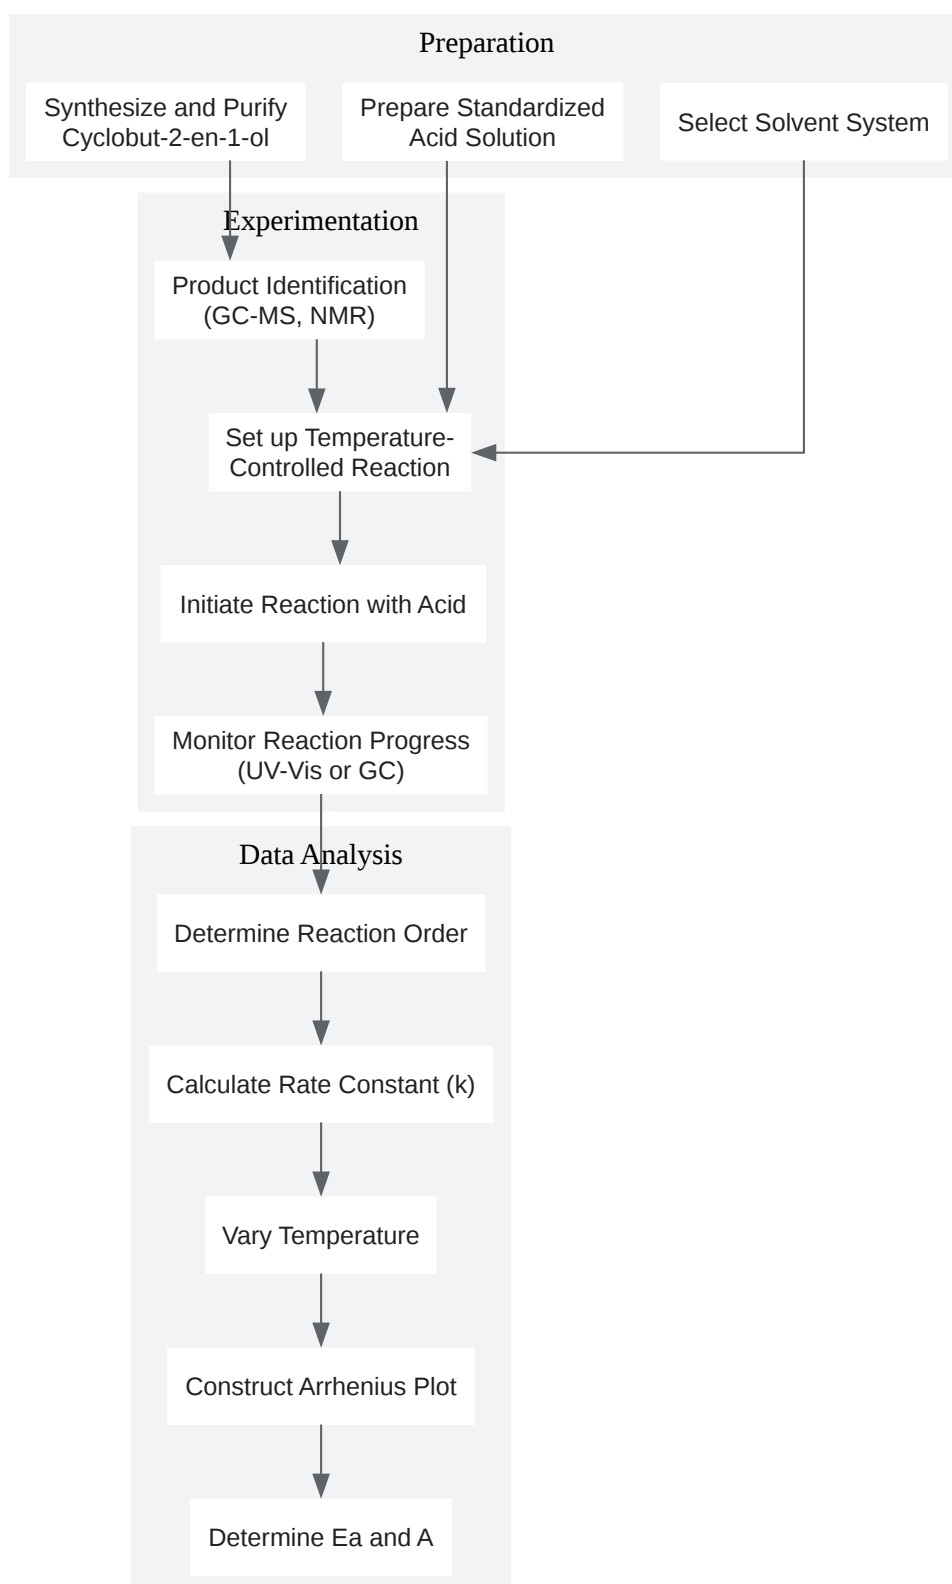 Preparation
Synthesize and Purify
Cyclobut-2-en-1-ol
Prepare Standardized
Acid Solution
Select Solvent System
Experimentation
Product Identification
(GC-MS, NMR)
Set up Temperature-
Controlled Reaction
Initiate Reaction with Acid
Monitor Reaction Progress
(UV-Vis or GC)
Data Analysis
Determine Reaction Order
Calculate Rate Constant (k)
Vary Temperature
Construct Arrhenius Plot
Determine Ea and A